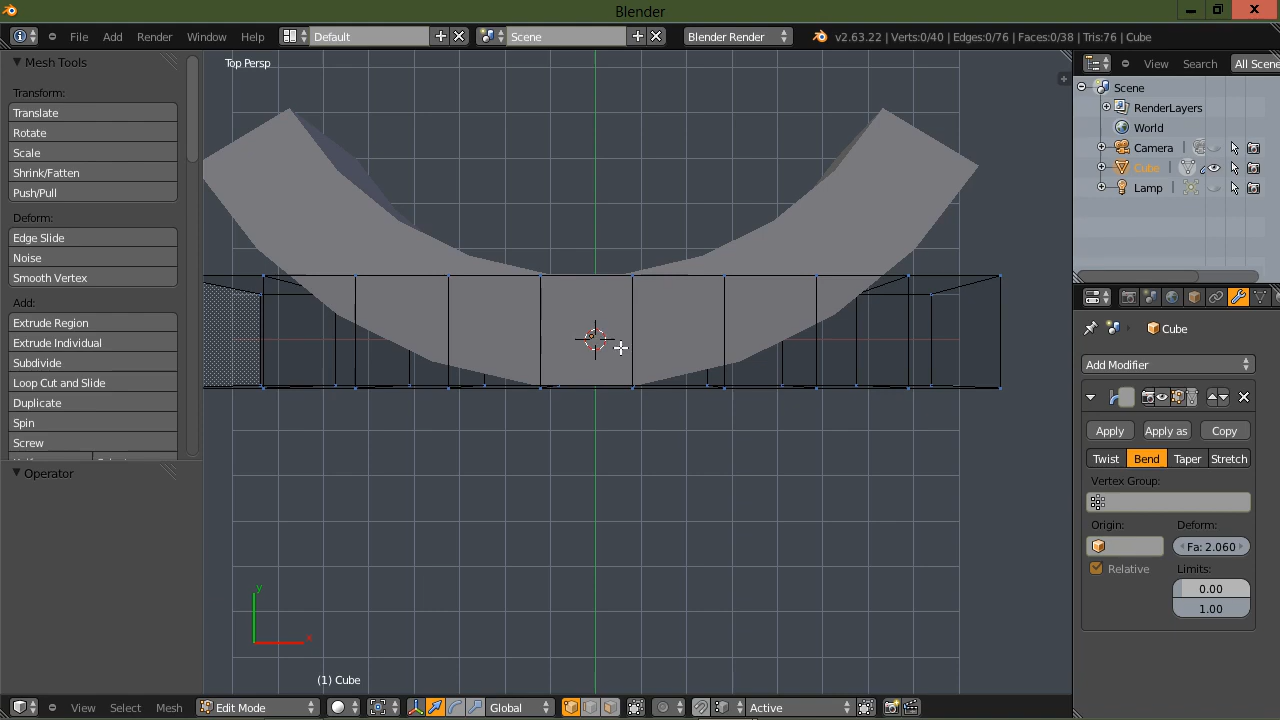 Blender
File Add Render Window Help Default Scene Blender Render v2.63.22 | Verts:0/40 | Edges:0/76 | Faces:0/38 | Tris:76 | Cube
Mesh Tools
Transform:
Translate
Rotate
Scale
Shrink/Fatten
Push/Pull
Deform:
Edge Slide
Noise
Smooth Vertex
Add:
Extrude Region
Extrude Individual
Subdivide
Loop Cut and Slide
Duplicate
Spin
Screw
Operator
Top Persp
y
x
(1) Cube
View Select Mesh Edit Mode Global Active
View Search All Scene
Scene
RenderLayers
World
Camera
Cube
Lamp
Cube
Add Modifier
Apply Apply as Copy
Twist Bend Taper Stretch
Vertex Group:
Origin: Deform:
Fa: 2.060
Relative Limits:
0.00
1.00